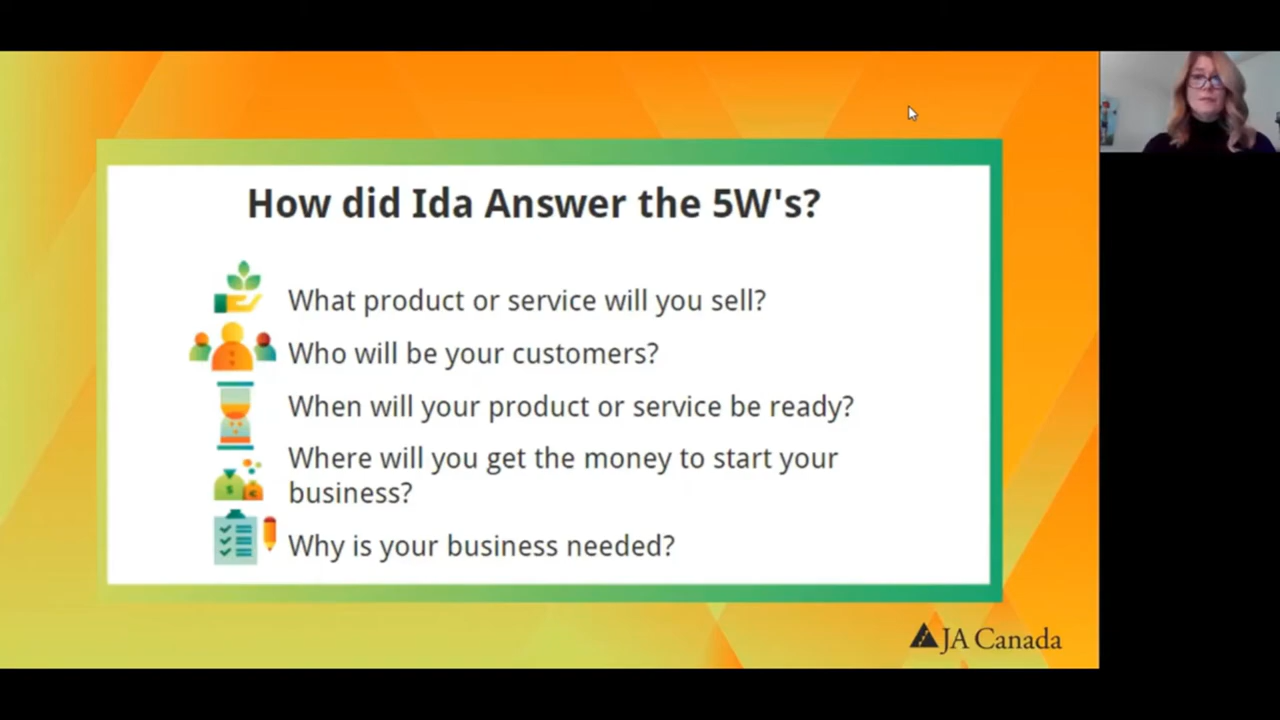 How did Ida Answer the 5W's?
What product or service will you sell?
Who will be your customers?
When will your product or service be ready?
Where will you get the money to start your
business?
Why is your business needed?
JA Canada